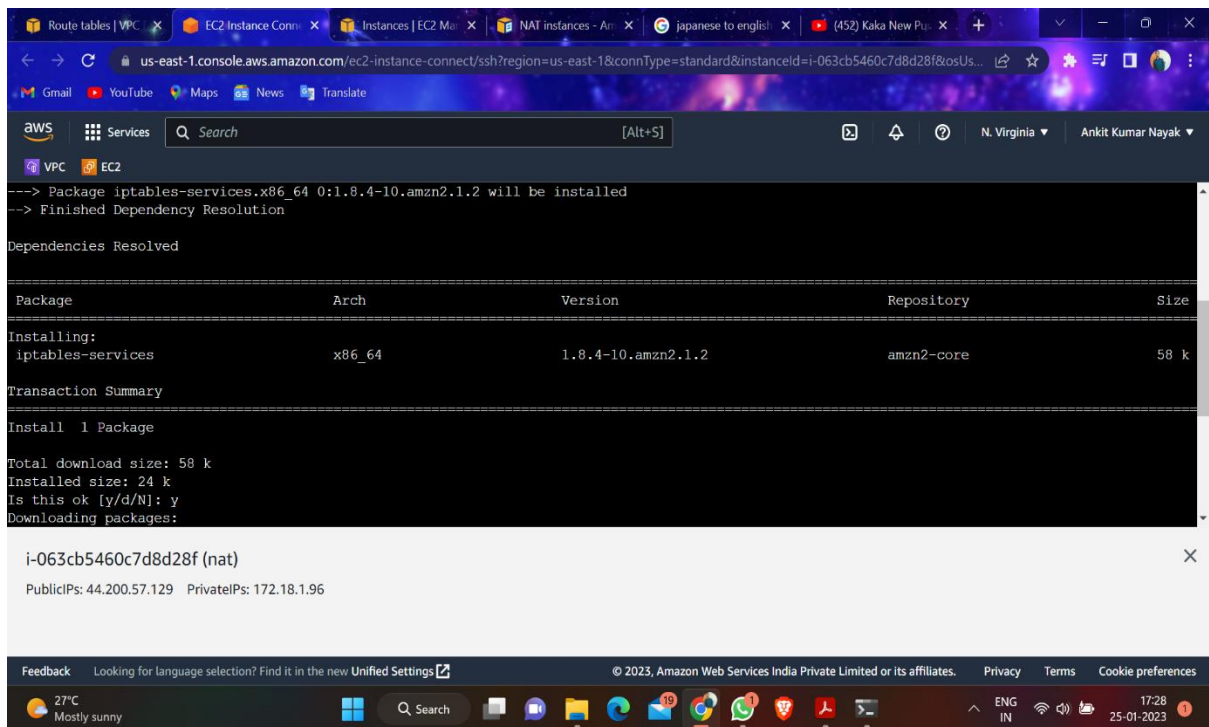 Route tables | VPC
EC2 Instance Conne
Instances | EC2 Mar
NAT instances - Am
japanese to english
(452) Kaka New Pu
us-east-1.console.aws.amazon.com/ec2-instance-connect/ssh?region=us-east-1&connType=standard&instanceId=i-063cb5460c7d8d28f&osUs...
Gmail YouTube Maps News Translate
aws Services Search [Alt+S] N. Virginia ▼ Ankit Kumar Nayak ▼
VPC EC2
---> Package iptables-services.x86_64 0:1.8.4-10.amzn2.1.2 will be installed
--> Finished Dependency Resolution
Dependencies Resolved
Package Arch Version Repository Size
Installing:
iptables-services x86_64 1.8.4-10.amzn2.1.2 amzn2-core 58 k
Transaction Summary
Install 1 Package
Total download size: 58 k
Installed size: 24 k
Is this ok [y/d/N]: y
Downloading packages:
i-063cb5460c7d8d28f (nat)
PublicIPs: 44.200.57.129 PrivateIPs: 172.18.1.96
Feedback Looking for language selection? Find it in the new Unified Settings © 2023, Amazon Web Services India Private Limited or its affiliates. Privacy Terms Cookie preferences
27°C
Mostly sunny
Search
19
1
ENG
IN
17:28
25-01-2023
1